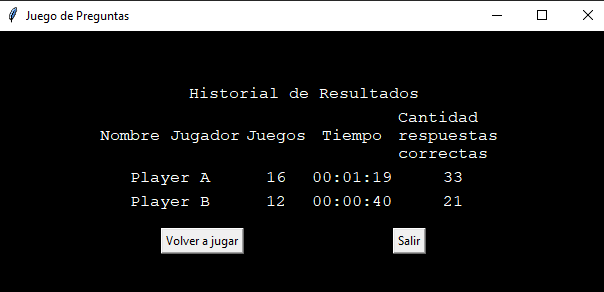 Juego de Preguntas
Historial de Resultados
Nombre Jugador Juegos Tiempo Cantidad respuestas correctas
Player A 16 00:01:19 33
Player B 12 00:00:40 21
Volver a jugar Salir